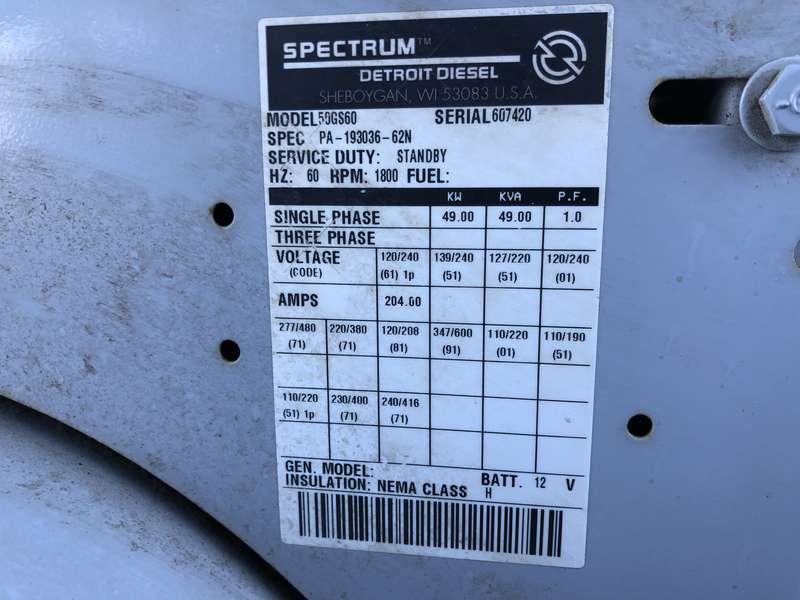 SPECTRUM™
DETROIT DIESEL
SHEBOYGAN, WI 53083 U.S.A.
MODEL 50GS60 SERIAL 607420
SPEC PA-193036-62N
SERVICE DUTY: STANDBY
HZ: 60 RPM: 1800 FUEL:
KW KVA P.F.
SINGLE PHASE 49.00 49.00 1.0
THREE PHASE
VOLTAGE 120/240 139/240 127/220 120/240
(CODE) (61) 1p (51) (51) (01)
AMPS 204.00
277/480 220/380 120/208 347/600 110/220 110/190
(71) (71) (81) (91) (01) (51)
110/220 230/400 240/416
(51) 1p (71) (71)
GEN. MODEL: BATT. 12 V
INSULATION: NEMA CLASS H